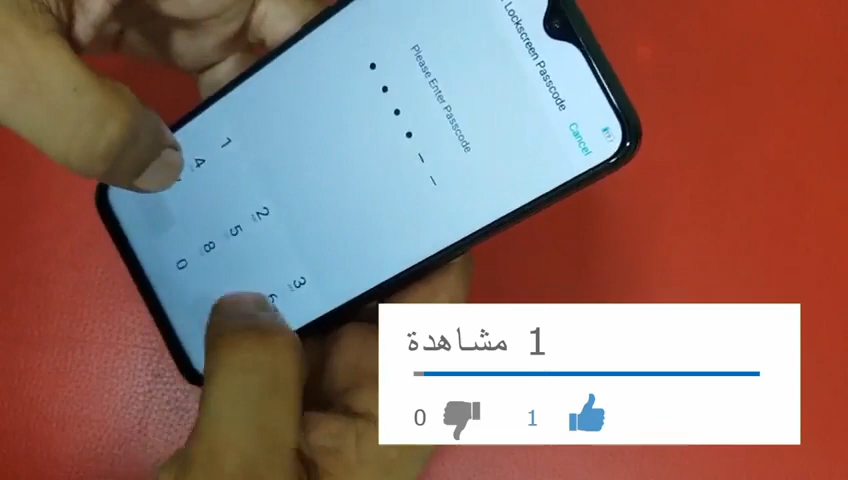 Lockscreen Passcode
Cancel
Please Enter Passcode
1
2
3
4
5
6
8
0
1 مشاهدة
0
1